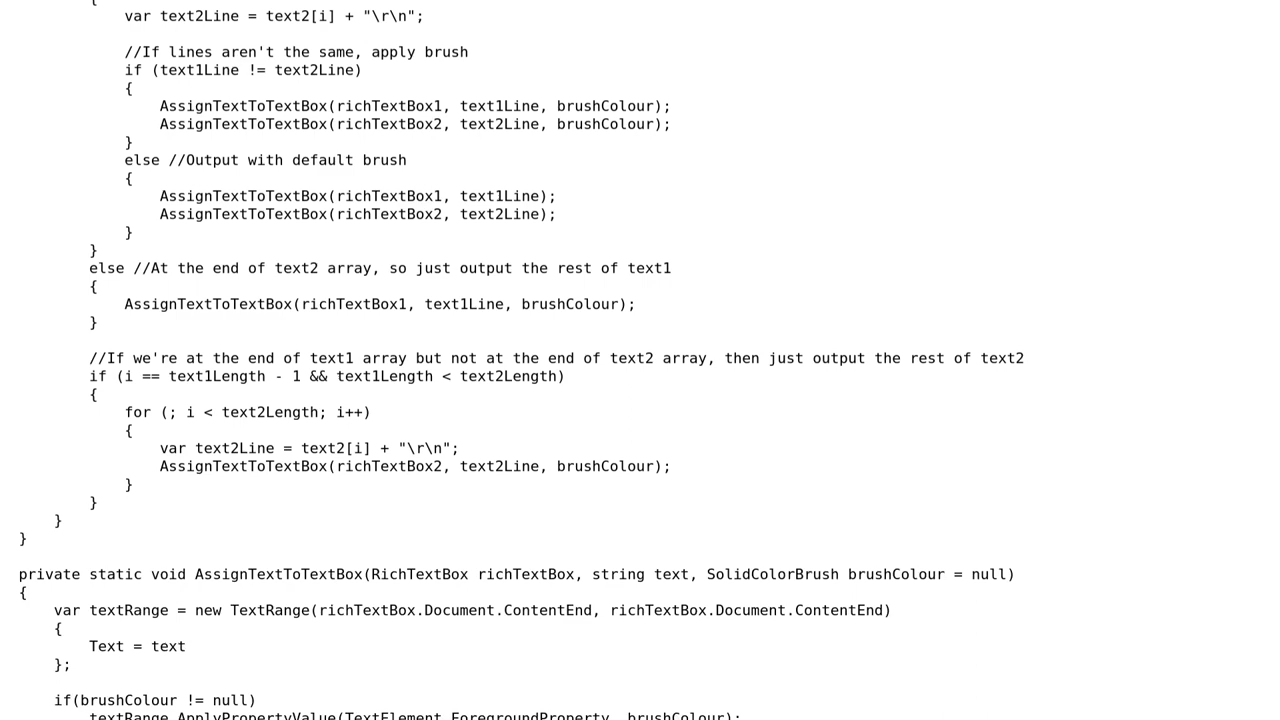 {
var text2Line = text2[i] + "\r\n";
//If lines aren't the same, apply brush
if (text1Line != text2Line)
{
AssignTextToTextBox(richTextBox1, text1Line, brushColour);
AssignTextToTextBox(richTextBox2, text2Line, brushColour);
}
else //Output with default brush
{
AssignTextToTextBox(richTextBox1, text1Line);
AssignTextToTextBox(richTextBox2, text2Line);
}
}
else //At the end of text2 array, so just output the rest of text1
{
AssignTextToTextBox(richTextBox1, text1Line, brushColour);
}
//If we're at the end of text1 array but not at the end of text2 array, then just output the rest of text2
if (i == text1Length - 1 && text1Length < text2Length)
{
for (; i < text2Length; i++)
{
var text2Line = text2[i] + "\r\n";
AssignTextToTextBox(richTextBox2, text2Line, brushColour);
}
}
}
}
private static void AssignTextToTextBox(RichTextBox richTextBox, string text, SolidColorBrush brushColour = null)
{
var textRange = new TextRange(richTextBox.Document.ContentEnd, richTextBox.Document.ContentEnd)
{
Text = text
};
if(brushColour != null)
textRange.ApplyPropertyValue(TextElement.ForegroundProperty, brushColour);